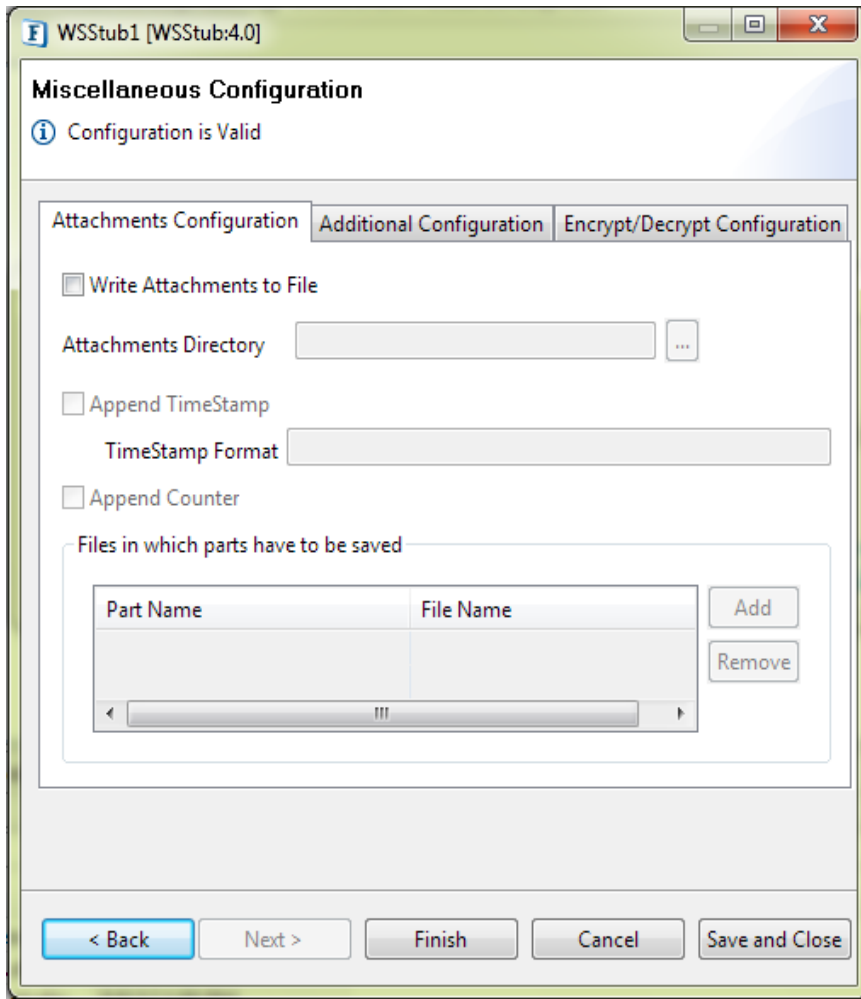 WSStub1 [WSStub:4.0]
Miscellaneous Configuration
Configuration is Valid
Attachments Configuration Additional Configuration Encrypt/Decrypt Configuration
Write Attachments to File
Attachments Directory ...
Append TimeStamp
TimeStamp Format
Append Counter
Files in which parts have to be saved
Part Name File Name Add
Remove
< Back Next > Finish Cancel Save and Close